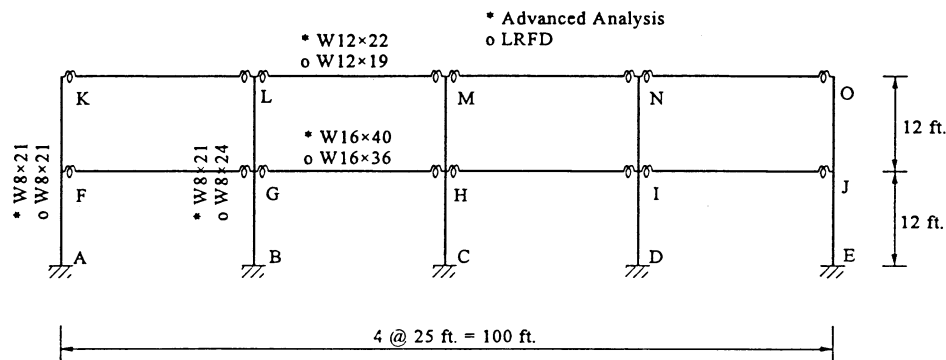 * Advanced Analysis
o LRFD
* W12×22
o W12×19
K
L
M
N
O
12 ft.
* W16×40
o W16×36
* W8×21
o W8×21
* W8×21
o W8×24
F
G
H
I
J
12 ft.
A
B
C
D
E
4 @ 25 ft. = 100 ft.